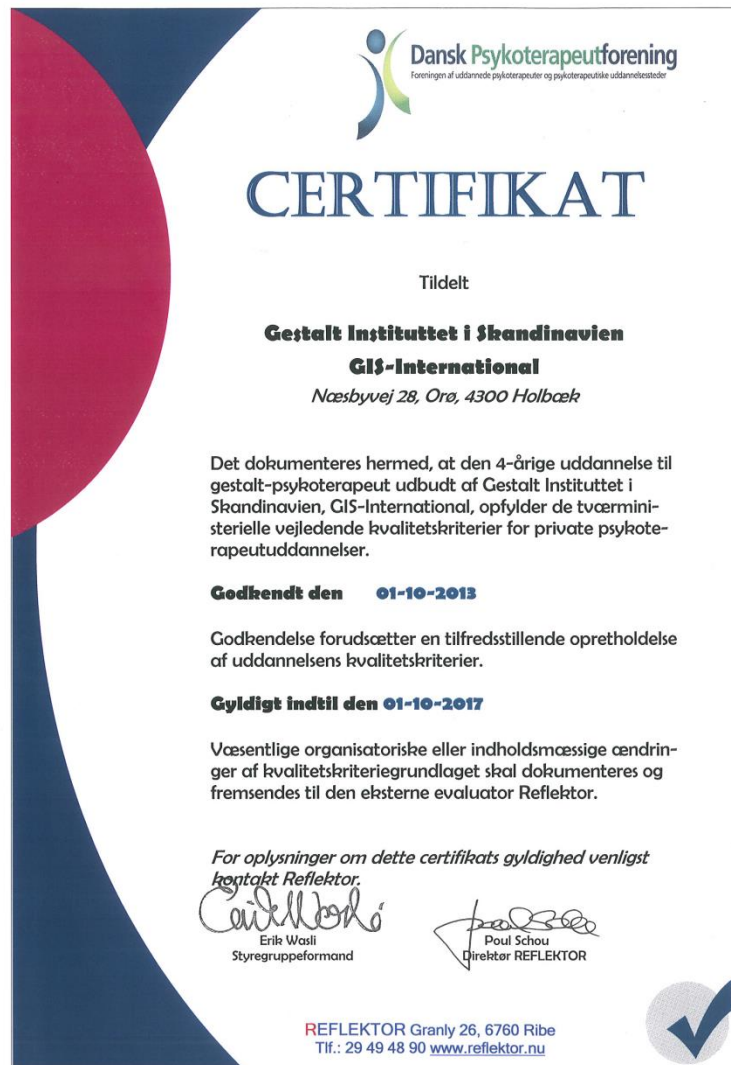 Dansk Psykoterapeutforening
Foreningen af uddannede psykoterapeuter og psykoterapeutiske uddannelsessteder
CERTIFIKAT
Tildelt
Gestalt Instituttet i Skandinavien
GIS-International
Næsbyvej 28, Orø, 4300 Holbæk
Det dokumenteres hermed, at den 4-årige uddannelse til
gestalt-psykoterapeut udbudt af Gestalt Instituttet i
Skandinavien, GIS-International, opfylder de tværmini-
sterielle vejledende kvalitetskriterier for private psykote-
rapeutuddannelser.
Godkendt den 01-10-2013
Godkendelse forudsætter en tilfredsstillende opretholdelse
af uddannelsens kvalitetskriterier.
Gyldigt indtil den 01-10-2017
Væsentlige organisatoriske eller indholdsmæssige ændrin-
ger af kvalitetskriteriegrundlaget skal dokumenteres og
fremsendes til den eksterne evaluator Reflektor.
For oplysninger om dette certifikats gyldighed venligst
kontakt Reflektor.
Erik Wasli
Styregruppeformand
Poul Schou
Direktør REFLEKTOR
REFLEKTOR Granly 26, 6760 Ribe
Tlf.: 29 49 48 90 www.reflektor.nu